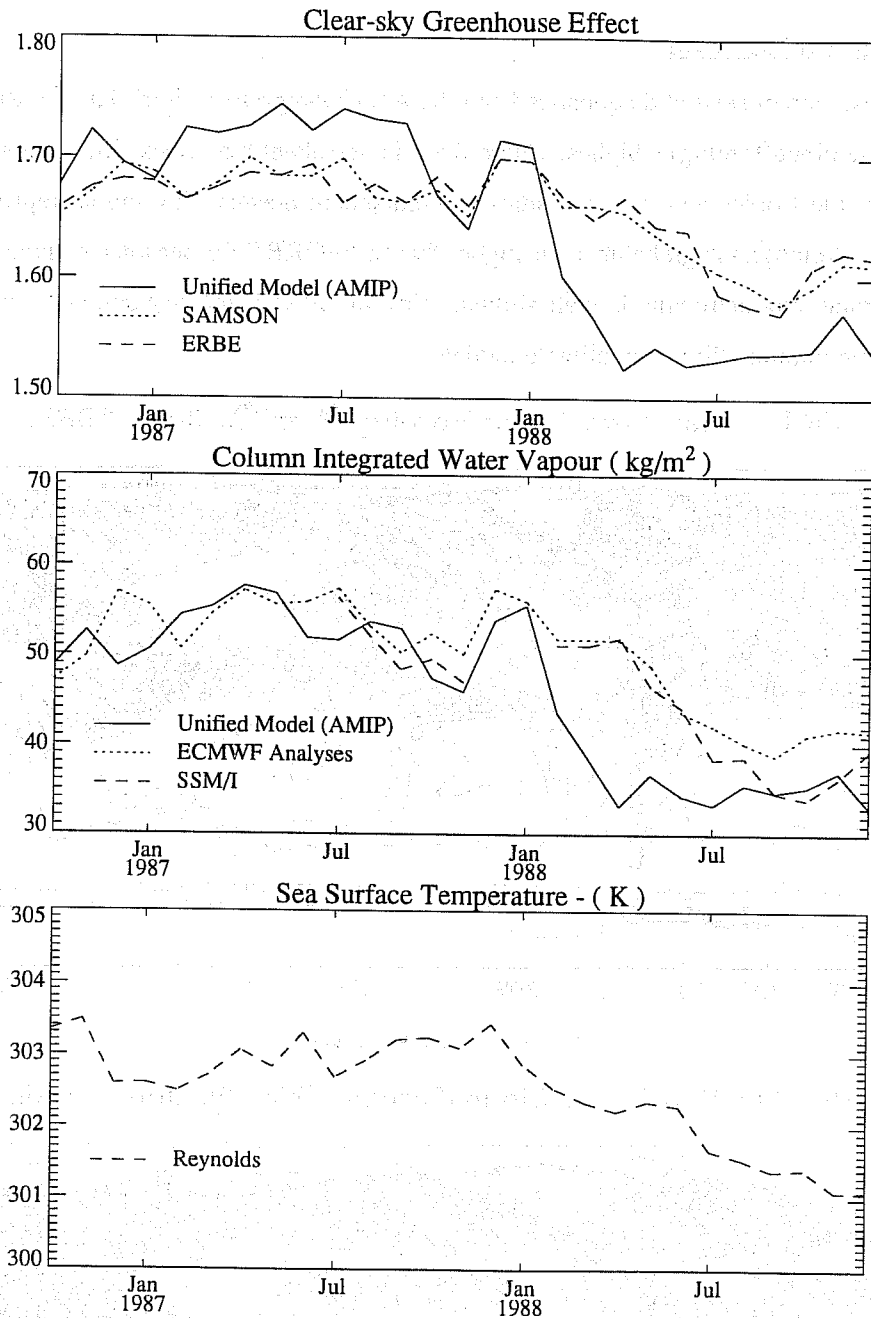 Clear-sky Greenhouse Effect
1.80
1.70
1.60
1.50
Unified Model (AMIP)
SAMSON
ERBE
Jan Jul Jan Jul
1987 1988
Column Integrated Water Vapour ( kg/m²)
70
60
50
40
30
Unified Model (AMIP)
ECMWF Analyses
SSM/I
Jan Jul Jan Jul
1987 1988
Sea Surface Temperature - ( K )
305
304
303
302
301
300
Reynolds
Jan Jul Jan Jul
1987 1988